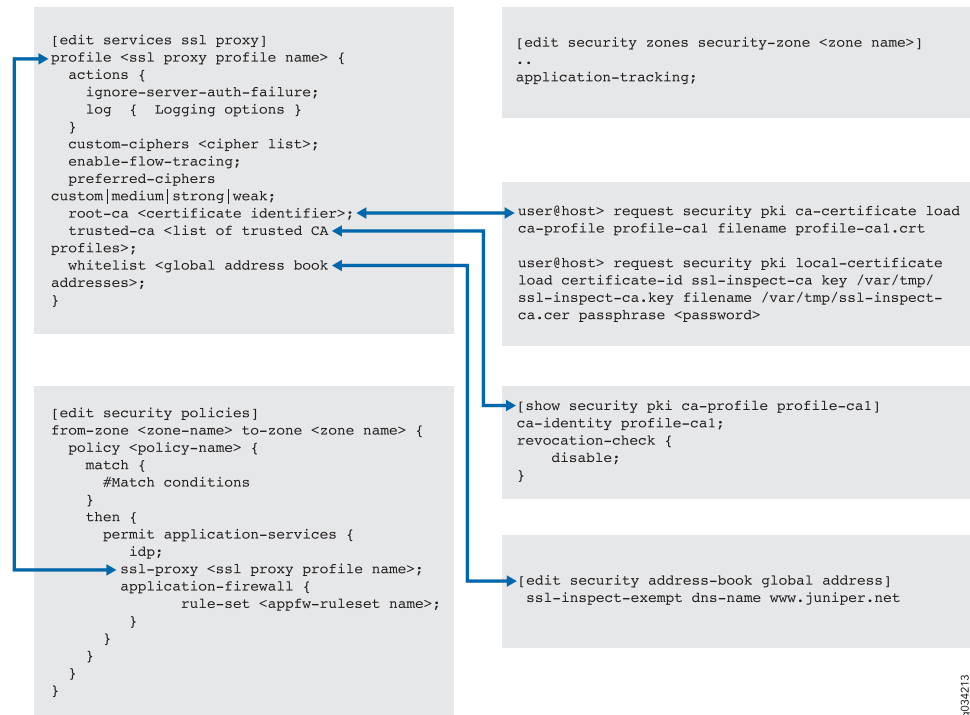 [edit services ssl proxy]
profile <ssl proxy profile name> {
actions {
ignore-server-auth-failure;
log { Logging options }
}
custom-ciphers <cipher list>;
enable-flow-tracing;
preferred-ciphers
custom|medium|strong|weak;
root-ca <certificate identifier>;
trusted-ca <list of trusted CA
profiles>;
whitelist <global address book
addresses>;
}
[edit security policies]
from-zone <zone-name> to-zone <zone name> {
policy <policy-name> {
match {
#Match conditions
}
then {
permit application-services {
idp;
ssl-proxy <ssl proxy profile name>;
application-firewall {
rule-set <appfw-ruleset name>;
}
}
}
}
}
[edit security zones security-zone <zone name>]
..
application-tracking;
user@host> request security pki ca-certificate load
ca-profile profile-ca1 filename profile-ca1.crt
user@host> request security pki local-certificate
load certificate-id ssl-inspect-ca key /var/tmp/
ssl-inspect-ca.key filename /var/tmp/ssl-inspect-
ca.cer passphrase <password>
[show security pki ca-profile profile-ca1]
ca-identity profile-ca1;
revocation-check {
disable;
}
[edit security address-book global address]
ssl-inspect-exempt dns-name www.juniper.net
g034213